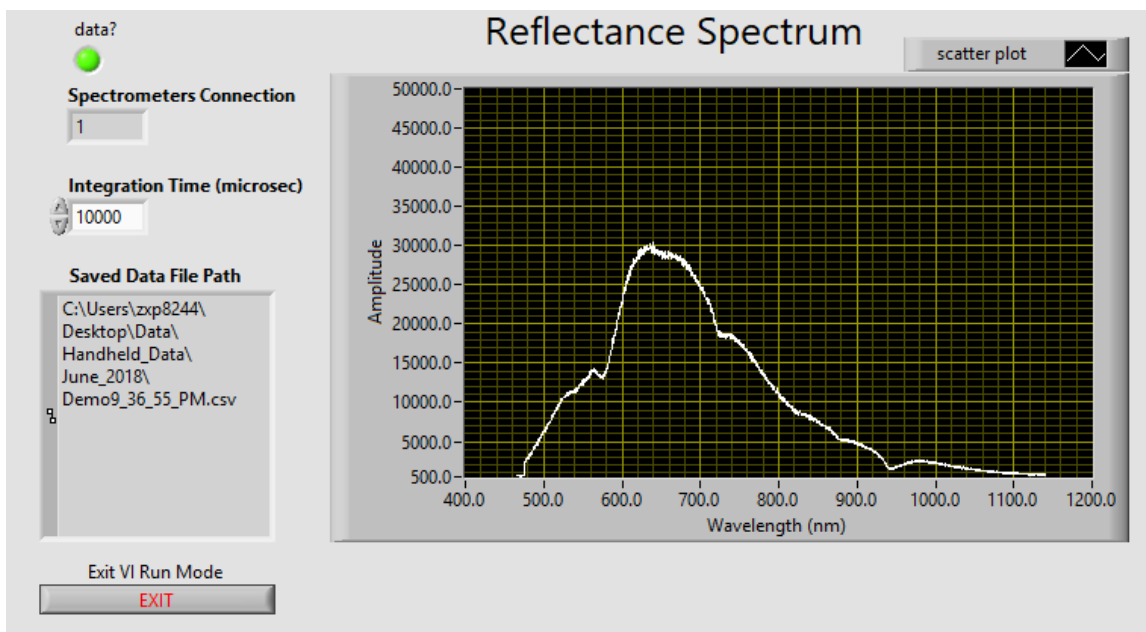 data?
Reflectance Spectrum
scatter plot
Spectrometers Connection
1
Integration Time (microsec)
10000
Saved Data File Path
C:\Users\zxp8244\
Desktop\Data\
Handheld_Data\
June_2018\
Demo9_36_55_PM.csv
Exit VI Run Mode
EXIT
Amplitude
50000.0
45000.0
40000.0
35000.0
30000.0
25000.0
20000.0
15000.0
10000.0
5000.0
500.0
400.0 500.0 600.0 700.0 800.0 900.0 1000.0 1100.0 1200.0
Wavelength (nm)